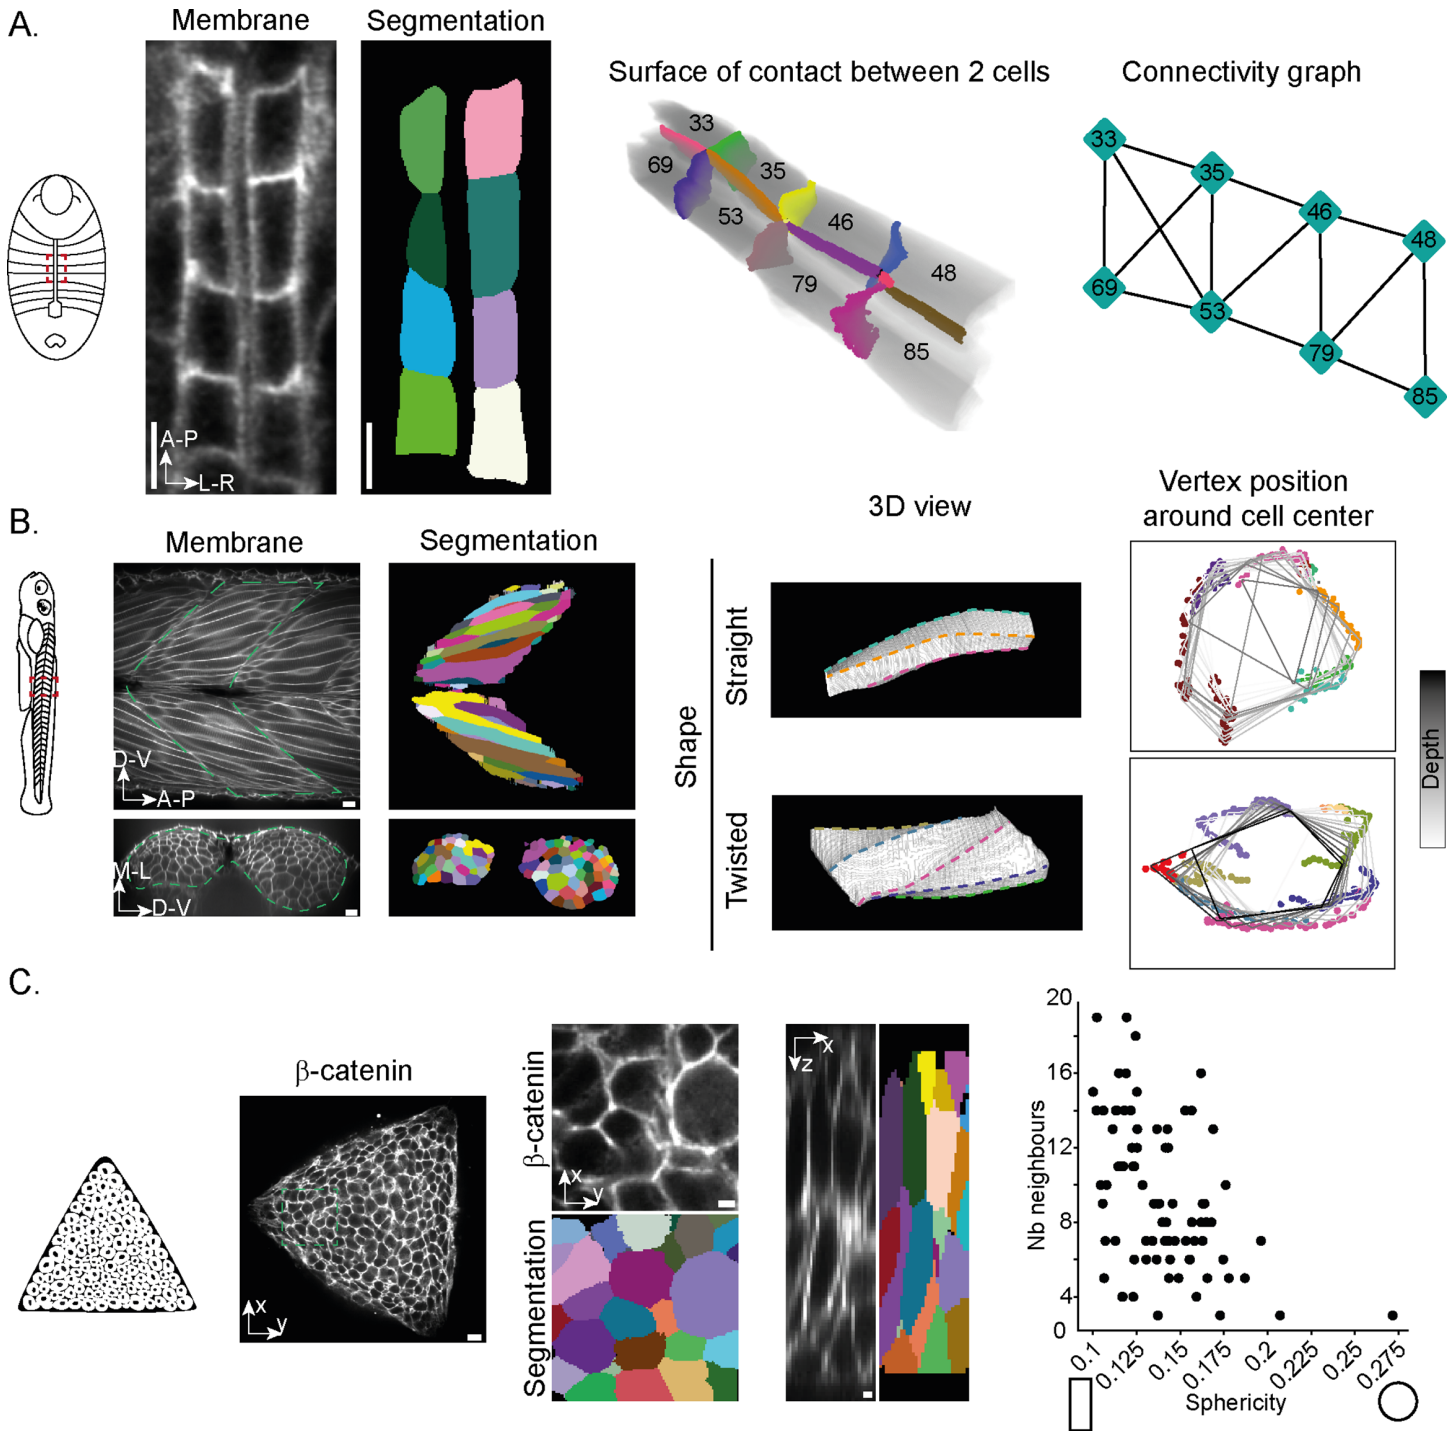 A.
Membrane
Segmentation
A-P
L-R
Surface of contact between 2 cells
33
69
35
53
46
79
48
85
Connectivity graph
33
35
46
48
69
53
79
85
B.
Membrane
Segmentation
D-V
A-P
M-L
D-V
Shape
Straight
Twisted
3D view
Vertex position
around cell center
Depth
C.
β-catenin
x
y
β-catenin
x
y
Segmentation
x
z
Nb neighbours
20
16
12
8
4
0
0.1
0.125
0.15
0.175
0.2
0.225
0.25
0.275
Sphericity